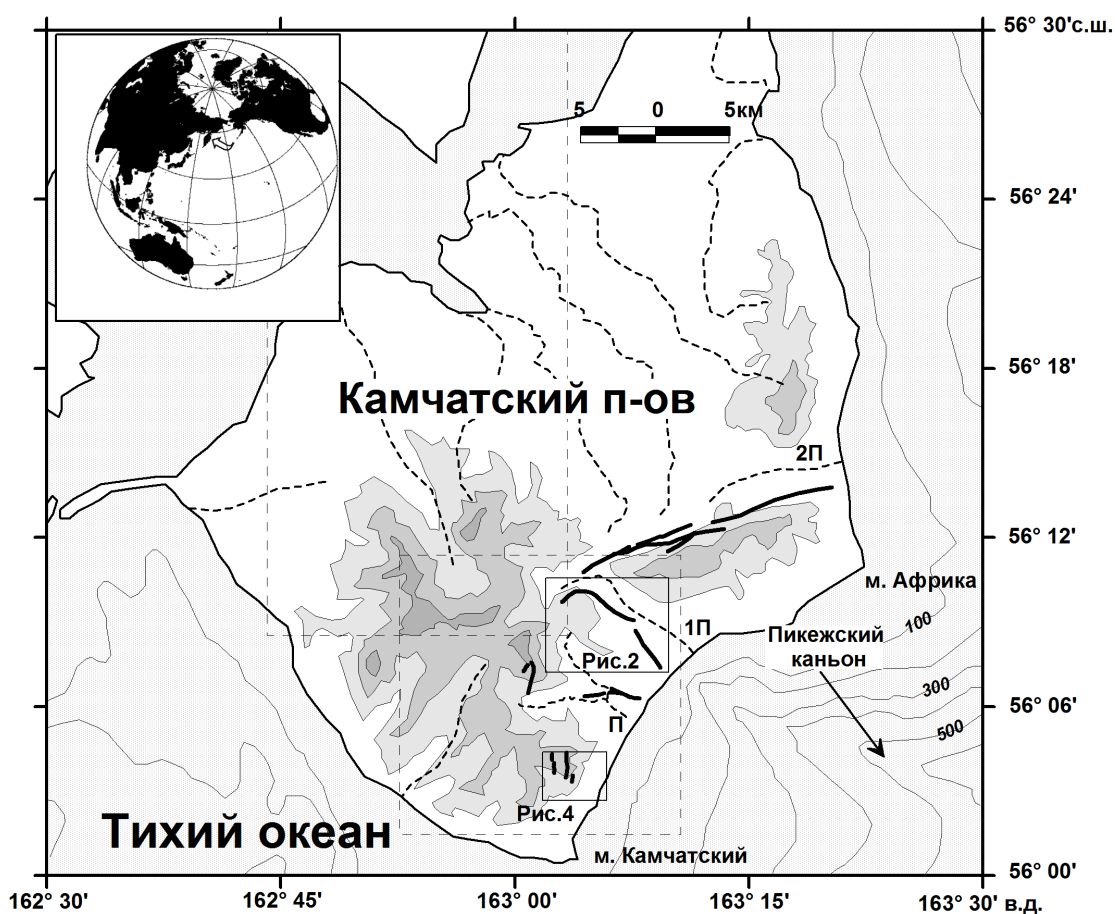 56° 30'с.ш.
5 0 5км
56° 24'
56° 18'
Камчатский п-ов
2П
56° 12'
м. Африка
100
1П
Пикежский
каньон
Рис.2
300
56° 06'
П
500
Рис.4
Тихий океан
м. Камчатский
56° 00'
162° 30' 162° 45' 163° 00' 163° 15' 163° 30' в.д.